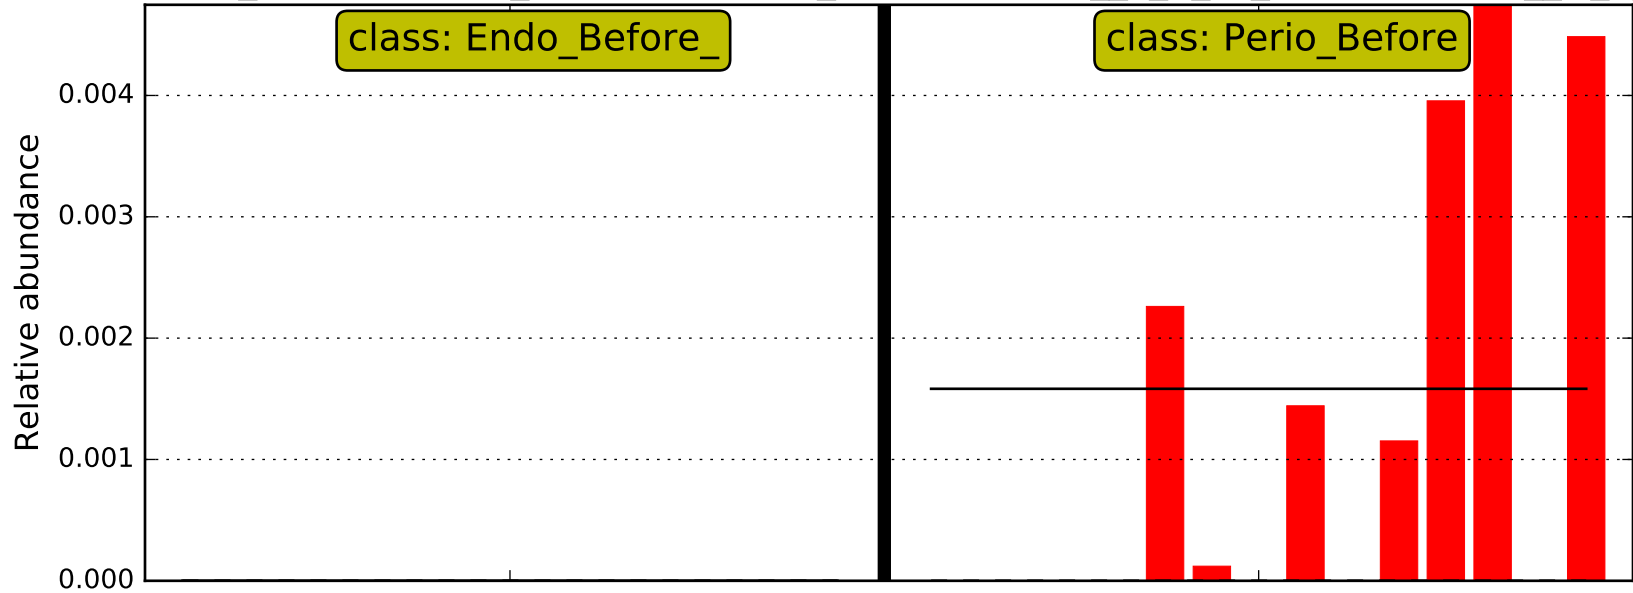 class: Endo_Before_
class: Perio_Before
0.004
0.003
0.002
0.001
0.000
Relative abundance